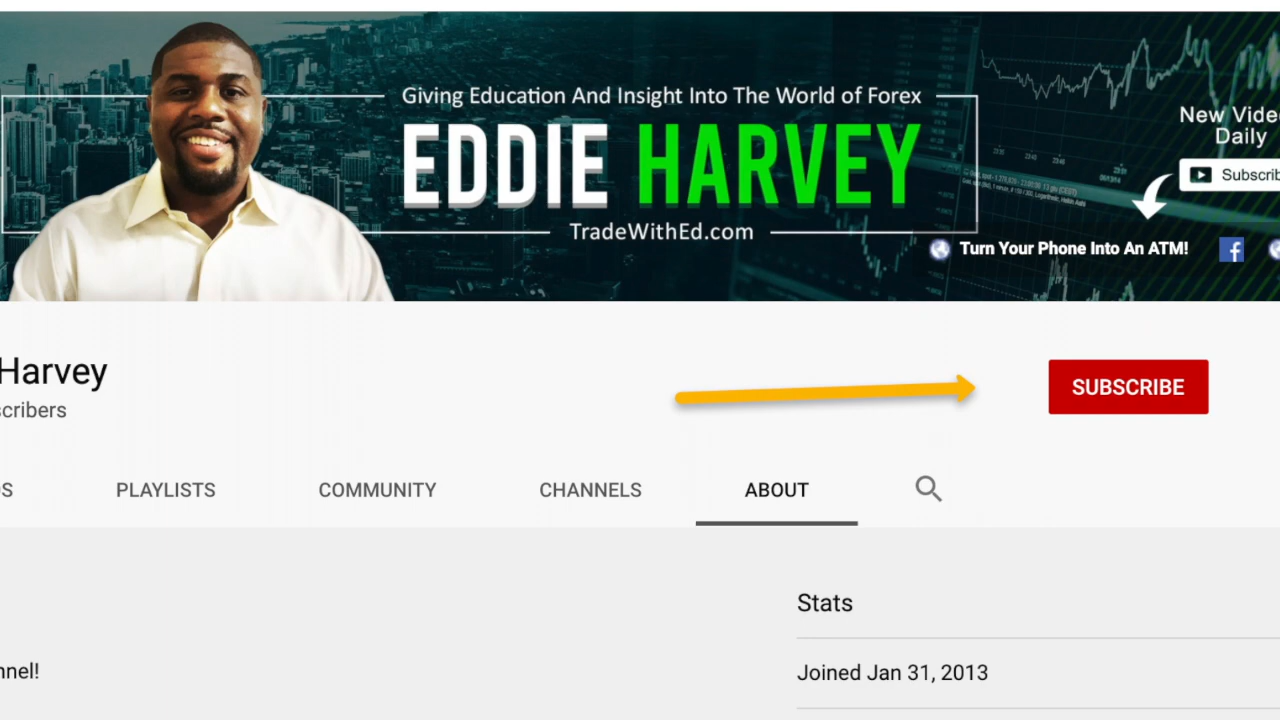 Giving Education And Insight Into The World of Forex
EDDIE HARVEY
TradeWithEd.com
New Vide
Daily
Subscrib
Turn Your Phone Into An ATM!
Harvey
cribers
S
PLAYLISTS
COMMUNITY
CHANNELS
ABOUT
SUBSCRIBE
Stats
nnel!
Joined Jan 31, 2013